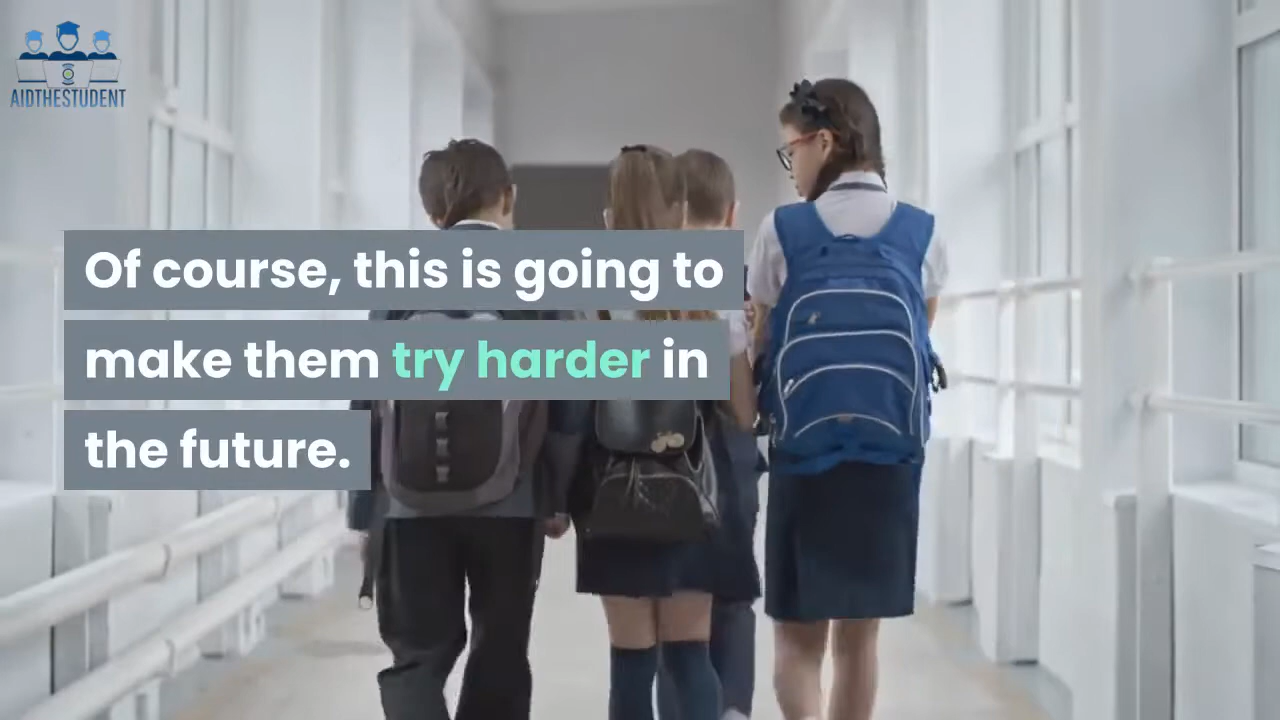 AIDTHESTUDENT
Of course, this is going to
make them try harder in
the future.